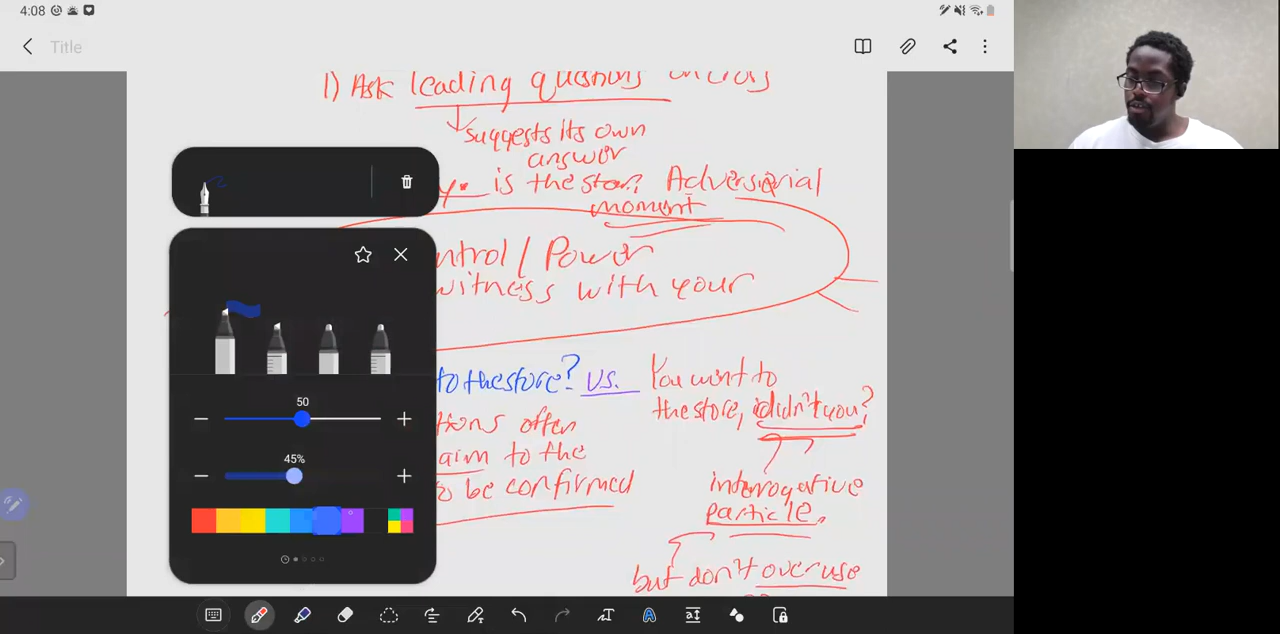 4:08
Title
1) Ask leading questions on cross
suggests its own
answer
is the star. Adversarial
moment
ntrol / Power
witness with your
to the store? vs. You went to
the store, didn't you?
tions often
aim to the
to be confirmed
interogative
particle.
but don't overuse
50
45%